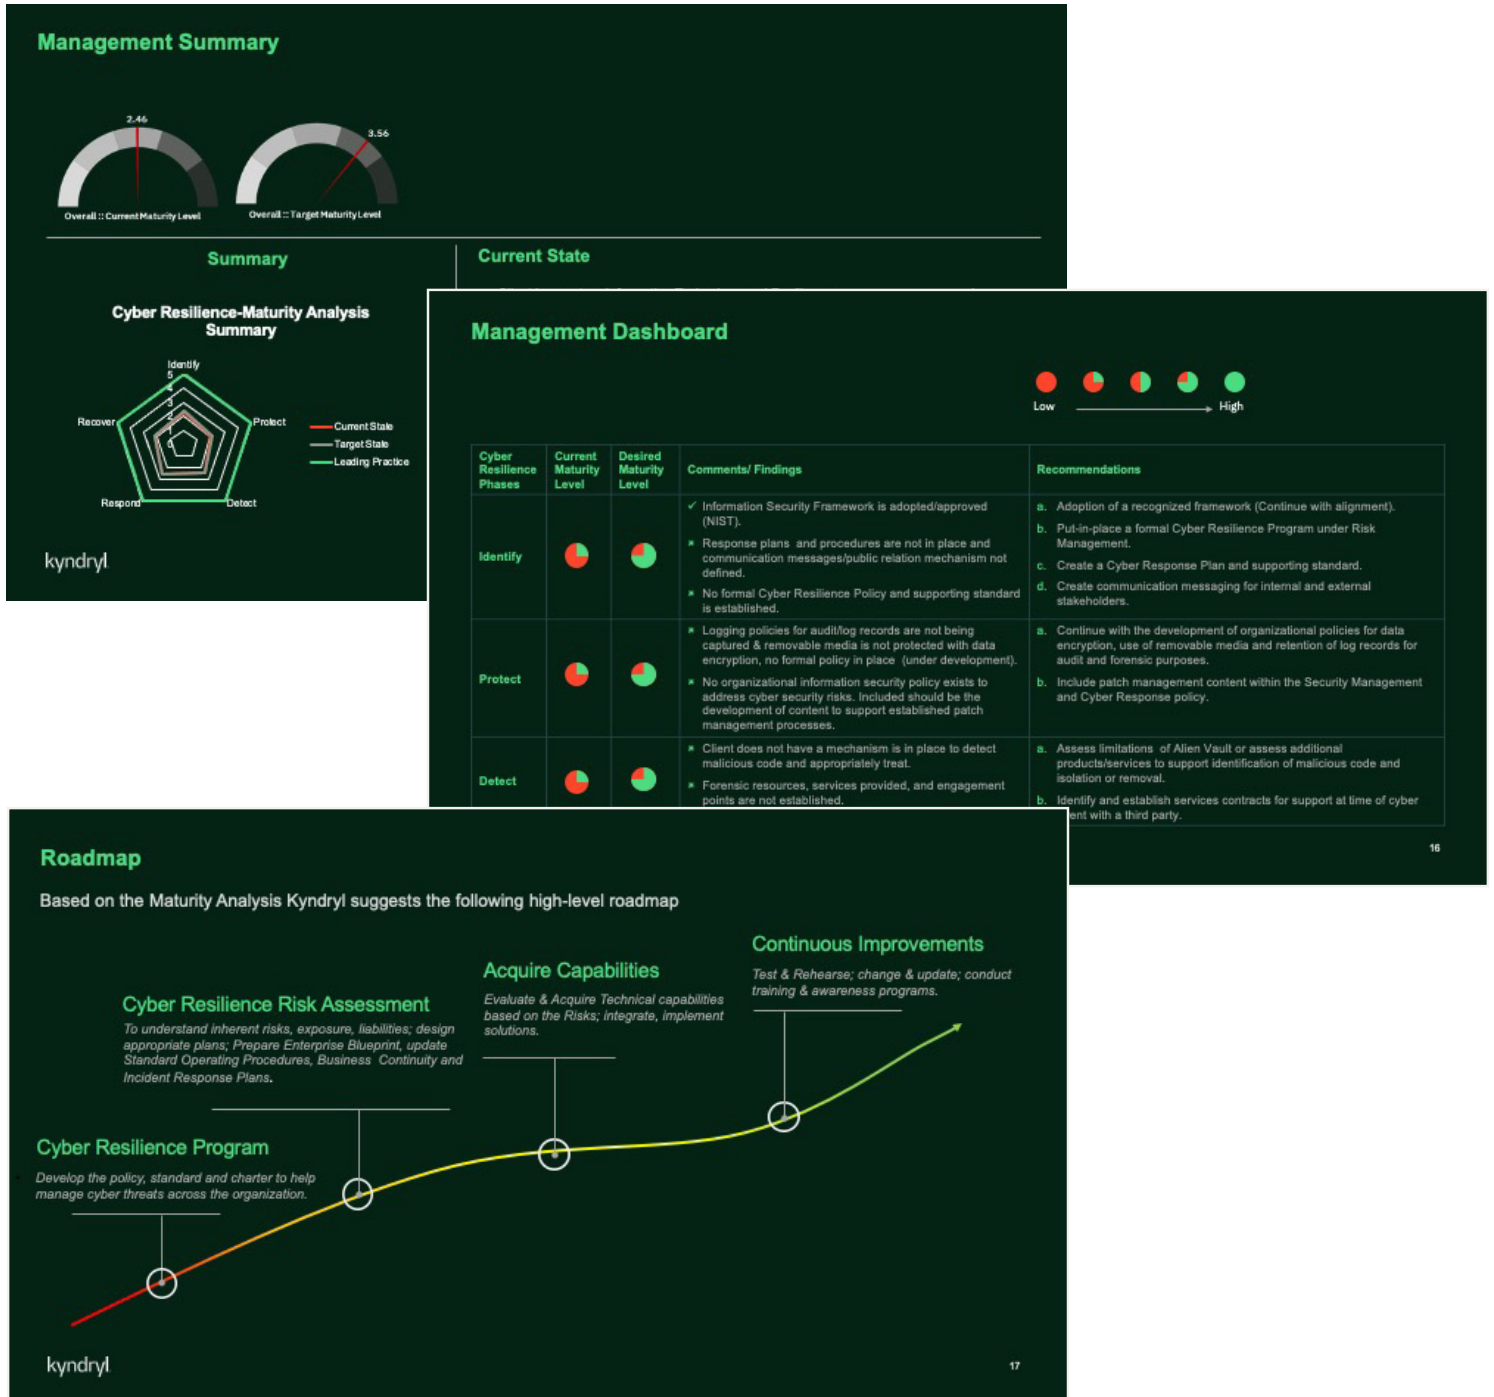 Management Summary
2.46
3.56
Overall :: Current Maturity Level
Overall :: Target Maturity Level
Summary
Current State
Cyber Resilience-Maturity Analysis
Summary
Identify
5
4
3
2
1
0
Recover
Protect
Respond
Detect
Current State
Target State
Leading Practice
kyndryl
Management Dashboard
Low
High
Cyber
Resilience
Phases
Current
Maturity
Level
Desired
Maturity
Level
Comments/ Findings
Recommendations
Identify
✓ Information Security Framework is adopted/approved
(NIST).
× Response plans and procedures are not in place and
communication messages/public relation mechanism not
defined.
× No formal Cyber Resilience Policy and supporting standard
is established.
a. Adoption of a recognized framework (Continue with alignment).
b. Put-in-place a formal Cyber Resilience Program under Risk
Management.
c. Create a Cyber Response Plan and supporting standard.
d. Create communication messaging for internal and external
stakeholders.
Protect
× Logging policies for audit/log records are not being
captured & removable media is not protected with data
encryption, no formal policy in place (under development).
× No organizational information security policy exists to
address cyber security risks. Included should be the
development of content to support established patch
management processes.
a. Continue with the development of organizational policies for data
encryption, use of removable media and retention of log records for
audit and forensic purposes.
b. Include patch management content within the Security Management
and Cyber Response policy.
Detect
× Client does not have a mechanism is in place to detect
malicious code and appropriately treat.
× Forensic resources, services provided, and engagement
points are not established.
a. Assess limitations of Alien Vault or assess additional
products/services to support identification of malicious code and
isolation or removal.
b. Identify and establish services contracts for support at time of cyber
with a third party.
16
Roadmap
Based on the Maturity Analysis Kyndryl suggests the following high-level roadmap
Continuous Improvements
Test & Rehearse; change & update; conduct
training & awareness programs.
Acquire Capabilities
Evaluate & Acquire Technical capabilities
based on the Risks; integrate, implement
solutions.
Cyber Resilience Risk Assessment
To understand inherent risks, exposure, liabilities; design
appropriate plans; Prepare Enterprise Blueprint, update
Standard Operating Procedures, Business Continuity and
Incident Response Plans.
Cyber Resilience Program
Develop the policy, standard and charter to help
manage cyber threats across the organization.
kyndryl
17